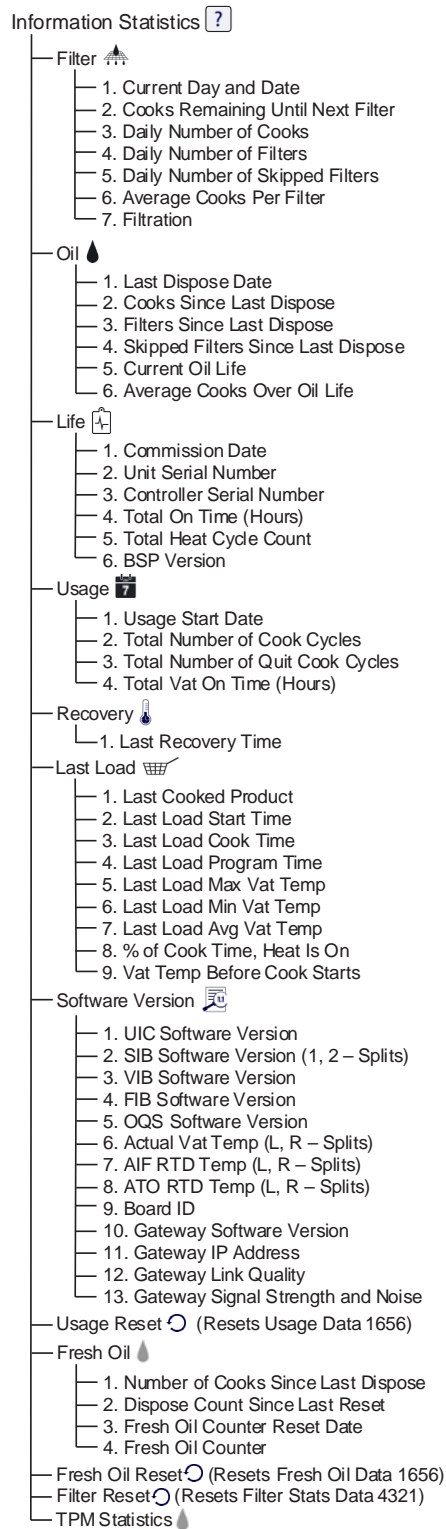 Information Statistics ?
Filter
1. Current Day and Date
2. Cooks Remaining Until Next Filter
3. Daily Number of Cooks
4. Daily Number of Filters
5. Daily Number of Skipped Filters
6. Average Cooks Per Filter
7. Filtration
Oil
1. Last Dispose Date
2. Cooks Since Last Dispose
3. Filters Since Last Dispose
4. Skipped Filters Since Last Dispose
5. Current Oil Life
6. Average Cooks Over Oil Life
Life
1. Commission Date
2. Unit Serial Number
3. Controller Serial Number
4. Total On Time (Hours)
5. Total Heat Cycle Count
6. BSP Version
Usage 7
1. Usage Start Date
2. Total Number of Cook Cycles
3. Total Number of Quit Cook Cycles
4. Total Vat On Time (Hours)
Recovery
1. Last Recovery Time
Last Load
1. Last Cooked Product
2. Last Load Start Time
3. Last Load Cook Time
4. Last Load Program Time
5. Last Load Max Vat Temp
6. Last Load Min Vat Temp
7. Last Load Avg Vat Temp
8. % of Cook Time, Heat Is On
9. Vat Temp Before Cook Starts
Software Version 1.1
1. UIC Software Version
2. SIB Software Version (1, 2 – Splits)
3. VIB Software Version
4. FIB Software Version
5. OQS Software Version
6. Actual Vat Temp (L, R – Splits)
7. AIF RTD Temp (L, R – Splits)
8. ATO RTD Temp (L, R – Splits)
9. Board ID
10. Gateway Software Version
11. Gateway IP Address
12. Gateway Link Quality
13. Gateway Signal Strength and Noise
Usage Reset (Resets Usage Data 1656)
Fresh Oil
1. Number of Cooks Since Last Dispose
2. Dispose Count Since Last Reset
3. Fresh Oil Counter Reset Date
4. Fresh Oil Counter
Fresh Oil Reset (Resets Fresh Oil Data 1656)
Filter Reset (Resets Filter Stats Data 4321)
TPM Statistics